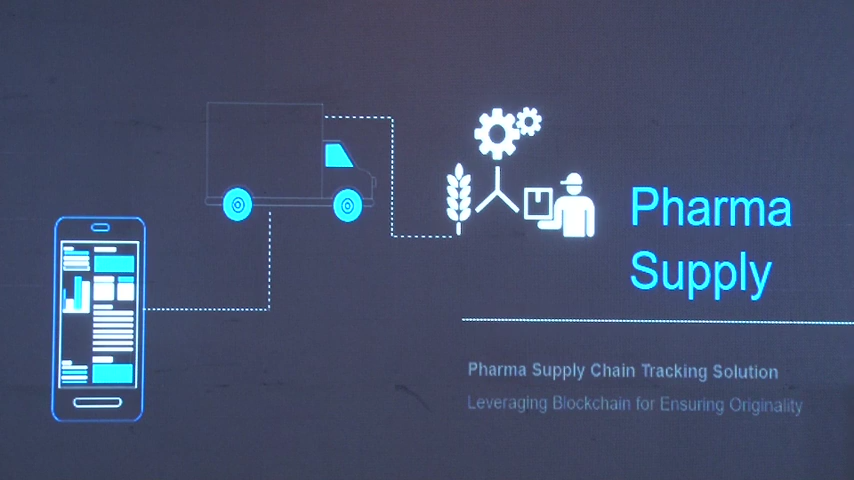 Pharma
Supply
Pharma Supply Chain Tracking Solution
Leveraging Blockchain for Ensuring Originality